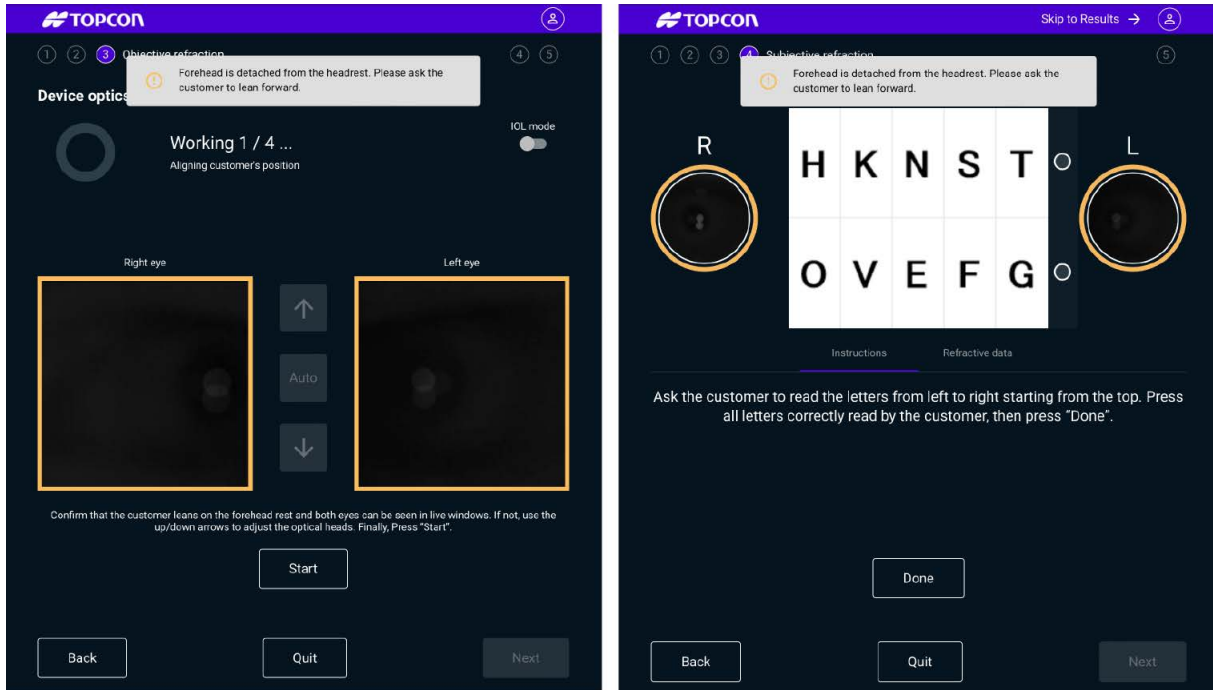 TOPCON
1 2 3 Objective refraction 4 5
Forehead is detached from the headrest. Please ask the
customer to lean forward.
Device optics
Working 1 / 4 ...
Aligning customer's position
IOL mode
Right eye
Left eye
Auto
Confirm that the customer leans on the forehead rest and both eyes can be seen in live windows. If not, use the
up/down arrows to adjust the optical heads. Finally, Press "Start".
Start
Back
Quit
Next
TOPCON
Skip to Results →
1 2 3 4 Subjective refraction 5
Forehead is detached from the headrest. Please ask the
customer to lean forward.
R
L
H K N S T
O V E F G
Instructions
Refractive data
Ask the customer to read the letters from left to right starting from the top. Press
all letters correctly read by the customer, then press "Done".
Done
Back
Quit
Next